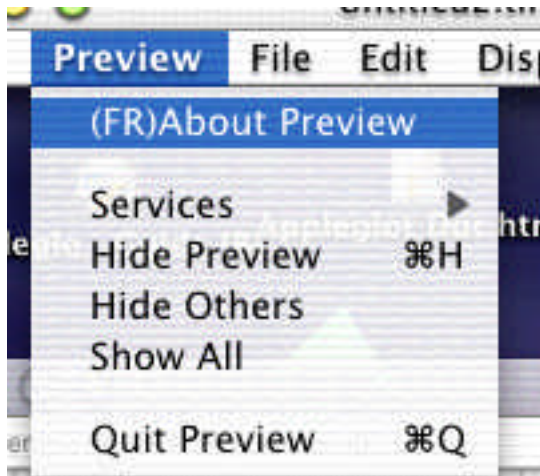 Preview File Edit
(FR)About Preview
Services
Hide Preview ⌘H
Hide Others
Show All
Quit Preview ⌘Q